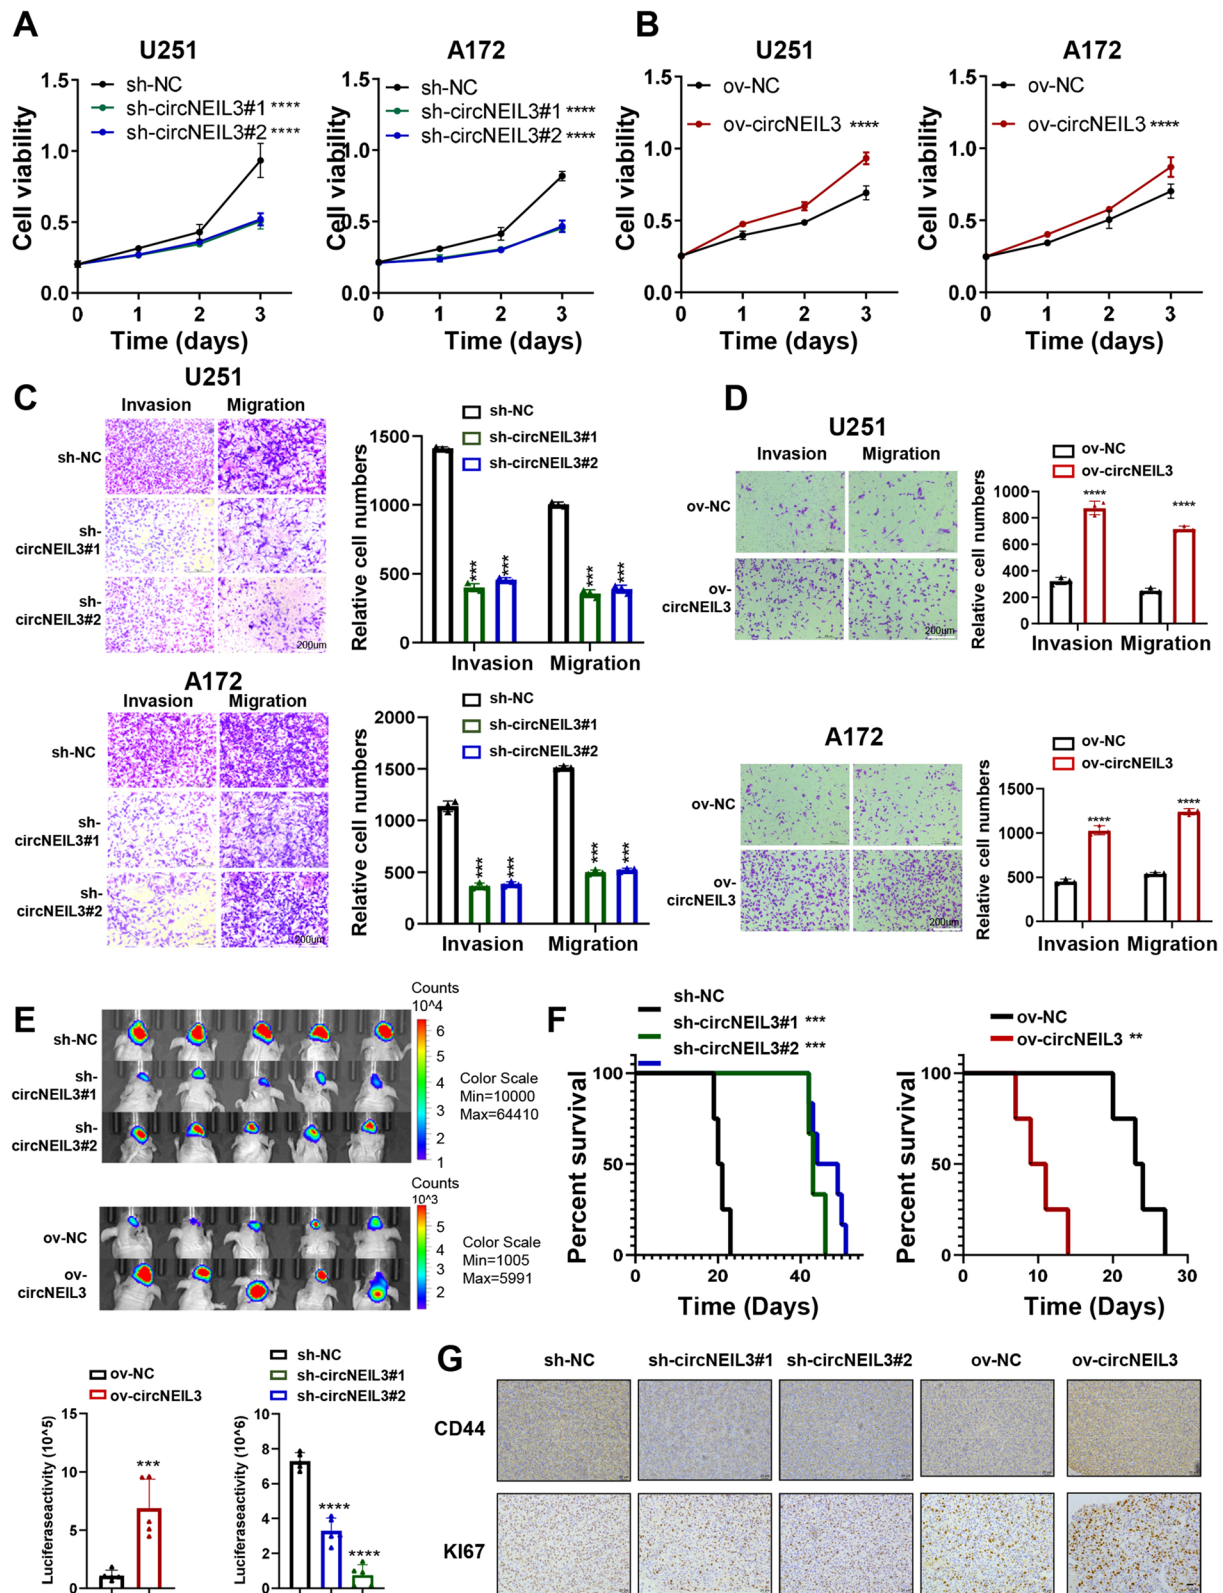 A
U251
A172
sh-NC
sh-circNEIL3#1 ****
sh-circNEIL3#2 ****
sh-NC
sh-circNEIL3#1 ****
sh-circNEIL3#2 ****
Cell viability
1.5
1.0
0.5
0.0
0 1 2 3
Time (days)
Cell viability
1.5
1.0
0.5
0.0
0 1 2 3
Time (days)
B
U251
A172
ov-NC
ov-circNEIL3 ****
ov-NC
ov-circNEIL3 ****
Cell viability
1.5
1.0
0.5
0.0
0 1 2 3
Time (days)
Cell viability
1.5
1.0
0.5
0.0
0 1 2 3
Time (days)
C
U251
Invasion Migration
sh-NC
sh-
circNEIL3#1
sh-
circNEIL3#2
200um
sh-NC
sh-circNEIL3#1
sh-circNEIL3#2
Relative cell numbers
1500
1000
500
0
*** *** *** ***
Invasion Migration
A172
Invasion Migration
sh-NC
sh-
circNEIL3#1
sh-
circNEIL3#2
200um
sh-NC
sh-circNEIL3#1
sh-circNEIL3#2
Relative cell numbers
2000
1500
1000
500
0
*** *** *** ***
Invasion Migration
D
U251
Invasion Migration
ov-NC
ov-
circNEIL3
200um
ov-NC
ov-circNEIL3
Relative cell numbers
1000
800
600
400
200
0
**** ****
Invasion Migration
A172
ov-NC
ov-
circNEIL3
200um
ov-NC
ov-circNEIL3
Relative cell numbers
1500
1000
500
0
**** ****
Invasion Migration
E
sh-NC
sh-
circNEIL3#1
sh-
circNEIL3#2
Counts
10^4
6
5
4
3
2
1
Color Scale
Min=10000
Max=64410
ov-NC
ov-
circNEIL3
Counts
10^3
5
4
3
2
Color Scale
Min=1005
Max=5991
ov-NC
ov-circNEIL3
Luciferaseactivity (10^5)
15
10
5
0
***
sh-NC
sh-circNEIL3#1
sh-circNEIL3#2
Luciferaseactivity (10^6)
10
8
6
4
2
0
****
****
F
sh-NC
sh-circNEIL3#1 ***
sh-circNEIL3#2 ***
Percent survival
100
50
0
0 20 40
Time (Days)
ov-NC
ov-circNEIL3 **
Percent survival
100
50
0
0 10 20 30
Time (Days)
G
sh-NC sh-circNEIL3#1 sh-circNEIL3#2 ov-NC ov-circNEIL3
CD44
KI67